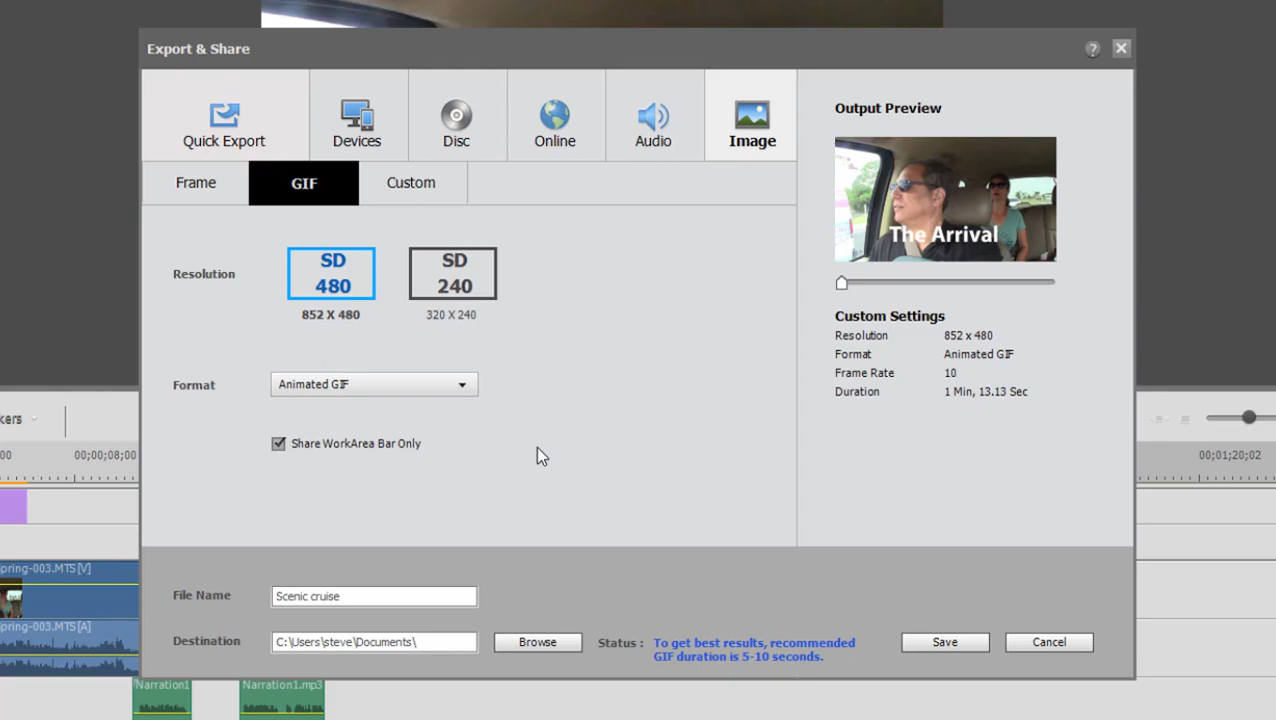 Export & Share
?
Quick Export
Devices
Disc
Online
Audio
Image
Output Preview
Frame
GIF
Custom
The Arrival
Resolution
SD 480
SD 240
852 X 480
320 X 240
Custom Settings
Resolution 852 x 480
Format Animated GIF
Frame Rate 10
Duration 1 Min, 13.13 Sec
Format
Animated GIF
Share WorkArea Bar Only
kers
00
00;00;08;00
00;01;20;02
pring-003.MTS[V]
pring-003.MTS [A]
File Name
Scenic cruise
Destination
C:\Users\steve\Documents\
Browse
Status :
To get best results, recommended
GIF duration is 5-10 seconds.
Save
Cancel
Narration1
Narration1.mp3